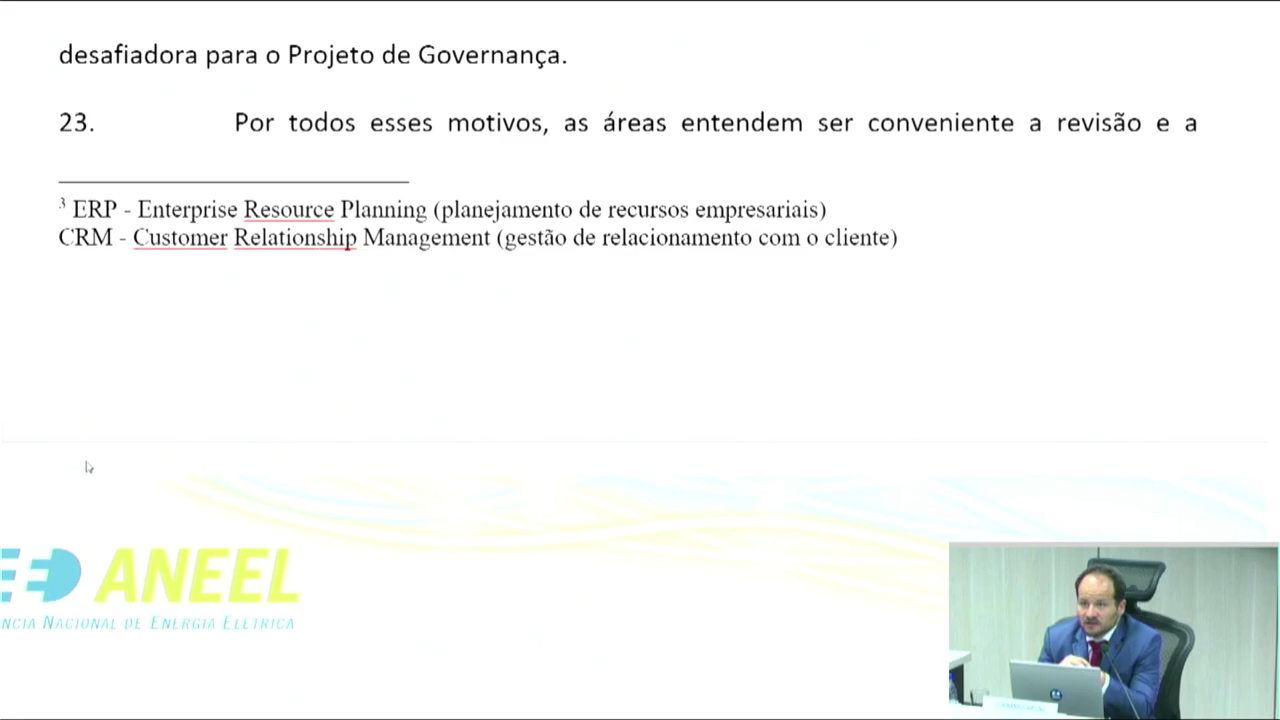 desafiadora para o Projeto de Governança.
23. Por todos esses motivos, as áreas entendem ser conveniente a revisão e a
3 ERP - Enterprise Resource Planning (planejamento de recursos empresariais)
CRM - Customer Relationship Management (gestão de relacionamento com o cliente)
ANEEL
NCIA NACIONAL DE ENERGIA ELÉTRICA